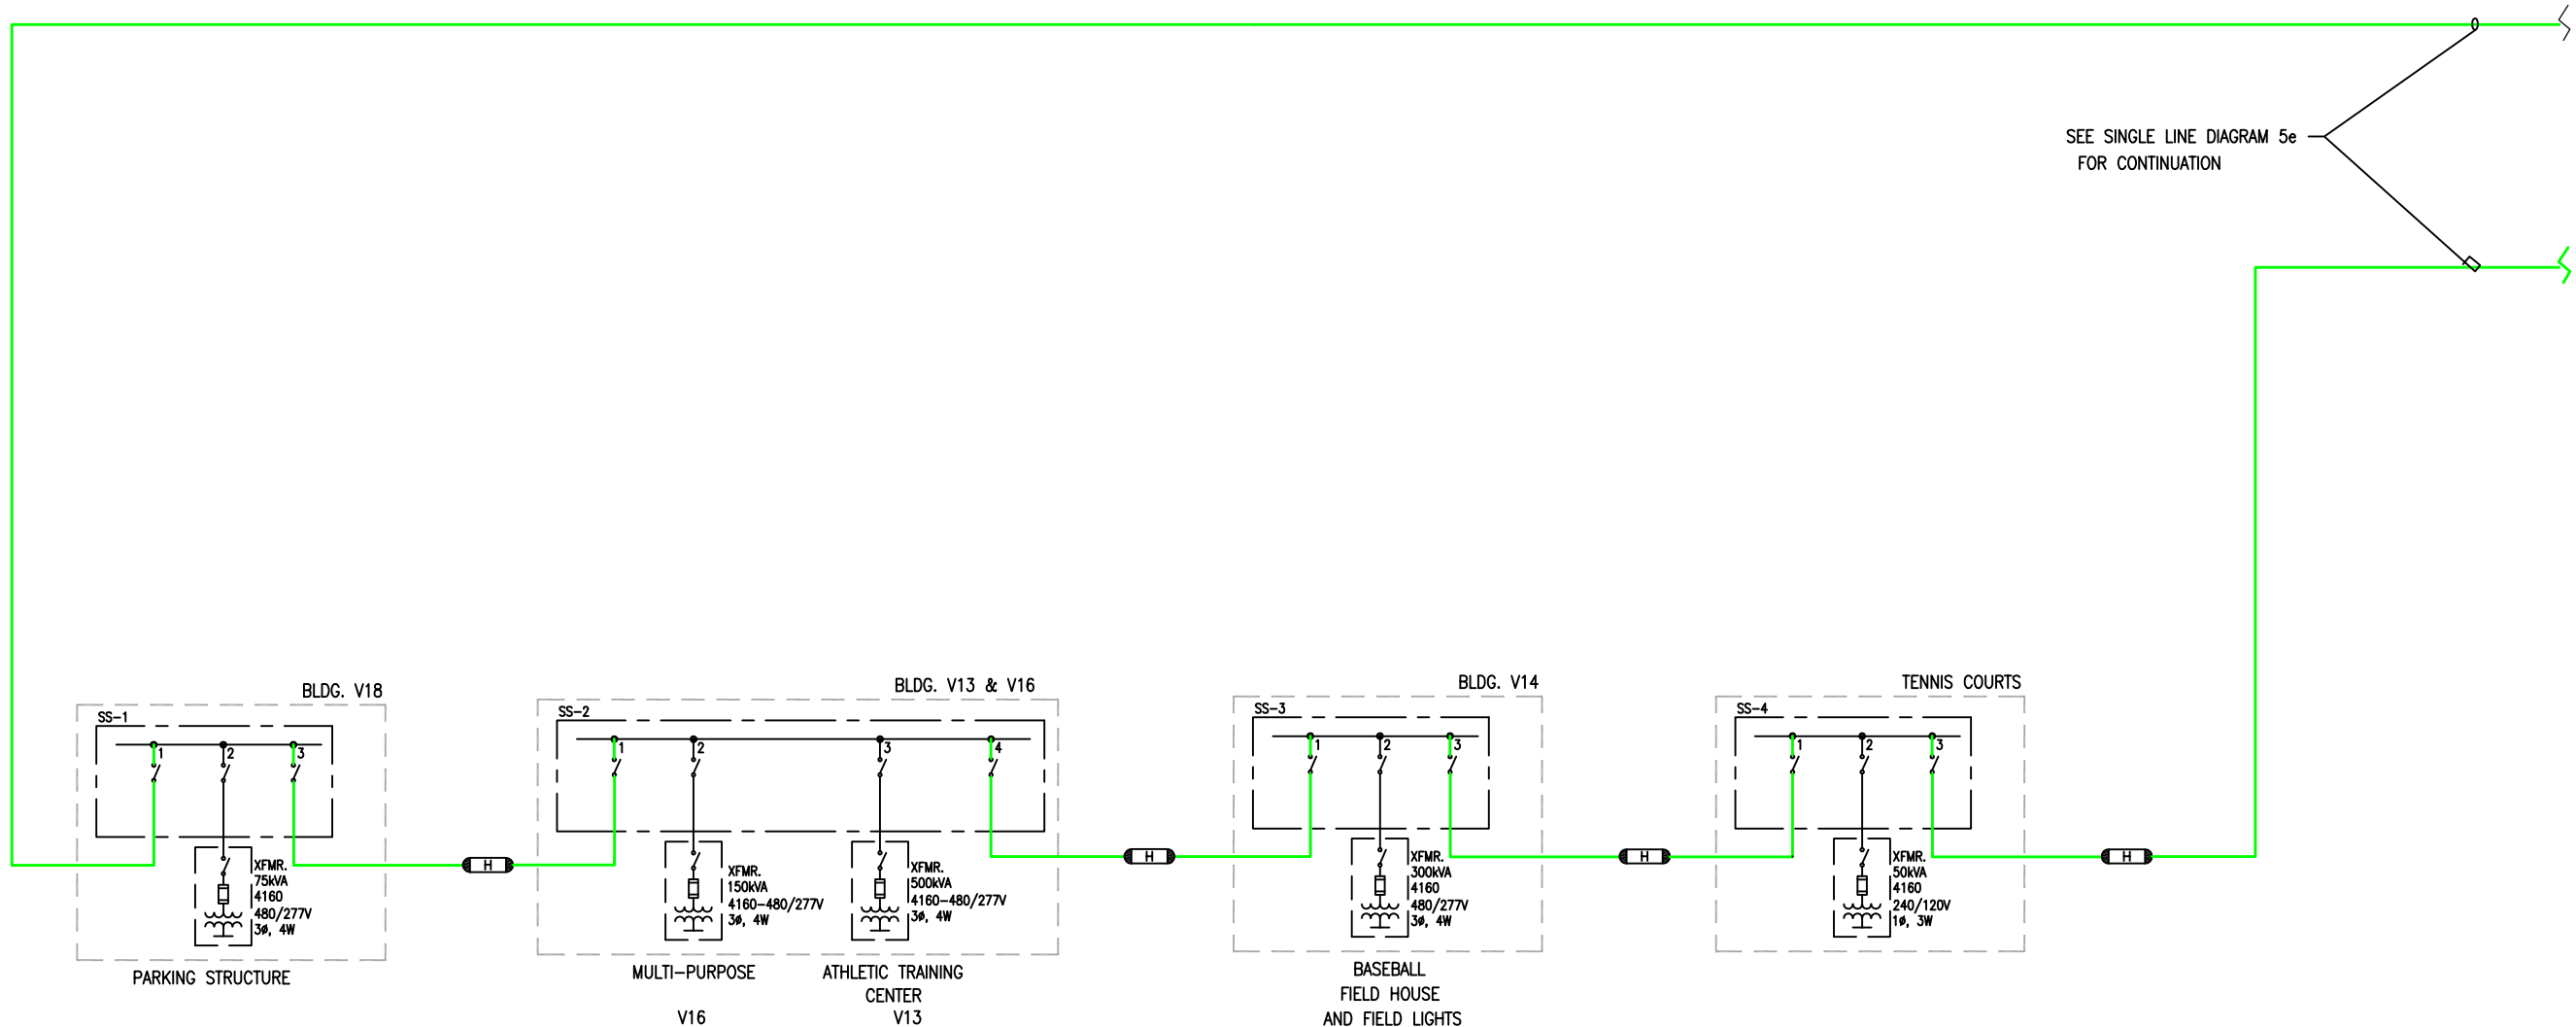 SEE SINGLE LINE DIAGRAM 5e
FOR CONTINUATION
BLDG. V18
SS-1
1
2
3
XFMR.
75kVA
4160
480/277V
3ø, 4W
PARKING STRUCTURE
H
BLDG. V13 & V16
SS-2
1
2
3
4
XFMR.
150kVA
4160-480/277V
3ø, 4W
XFMR.
500kVA
4160-480/277V
3ø, 4W
MULTI-PURPOSE
V16
ATHLETIC TRAINING
CENTER
V13
H
BLDG. V14
SS-3
1
2
3
XFMR.
300kVA
4160
480/277V
3ø, 4W
BASEBALL
FIELD HOUSE
AND FIELD LIGHTS
H
TENNIS COURTS
SS-4
1
2
3
XFMR.
50kVA
4160
240/120V
1ø, 3W
H